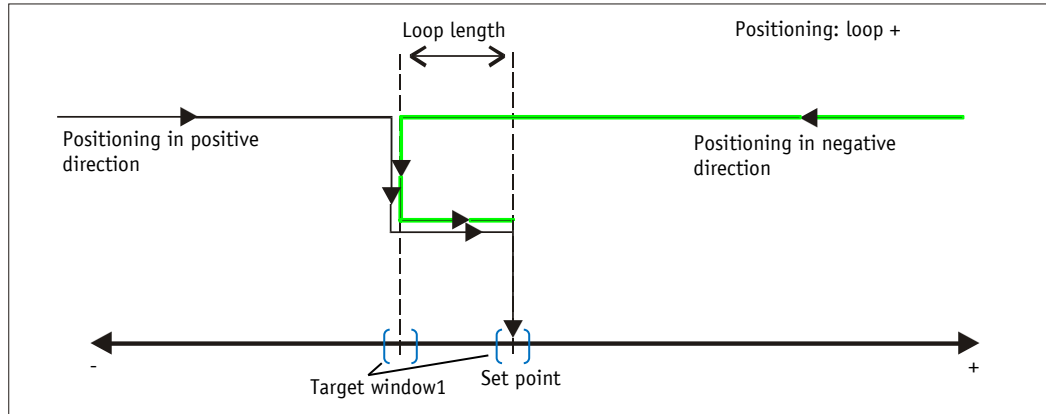 Loop length
Positioning: loop +
Positioning in positive
direction
Positioning in negative
direction
-
+
Target window1
Set point